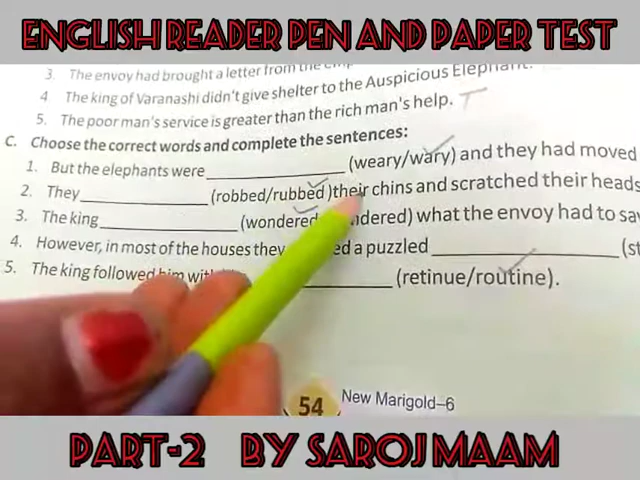 ENGLISH READER PEN AND PAPER TEST
3. The envoy had brought a letter from the
4 The king of Varanashi didn't give shelter to the Auspicious Elephant.
5. The poor man's service is greater than the rich man's help. T
C. Choose the correct words and complete the sentences:
1. But the elephants were (weary/wary) and they had moved
2. They (robbed/rubbed )their chins and scratched their heads
3. The king (wondered ndered) what the envoy had to sa
4. However, in most of the houses they ed a puzzled (st
5. The king followed him with (retinue/routine).
54 New Marigold-6
PART-2 BY SAROJ MAAM